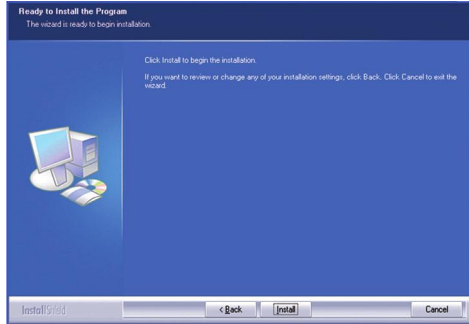 Ready to Install the Program
The wizard is ready to begin installation.
Click Install to begin the installation.
If you want to review or change any of your installation settings, click Back. Click Cancel to exit the
wizard.
InstallShield
< Back
Install
Cancel